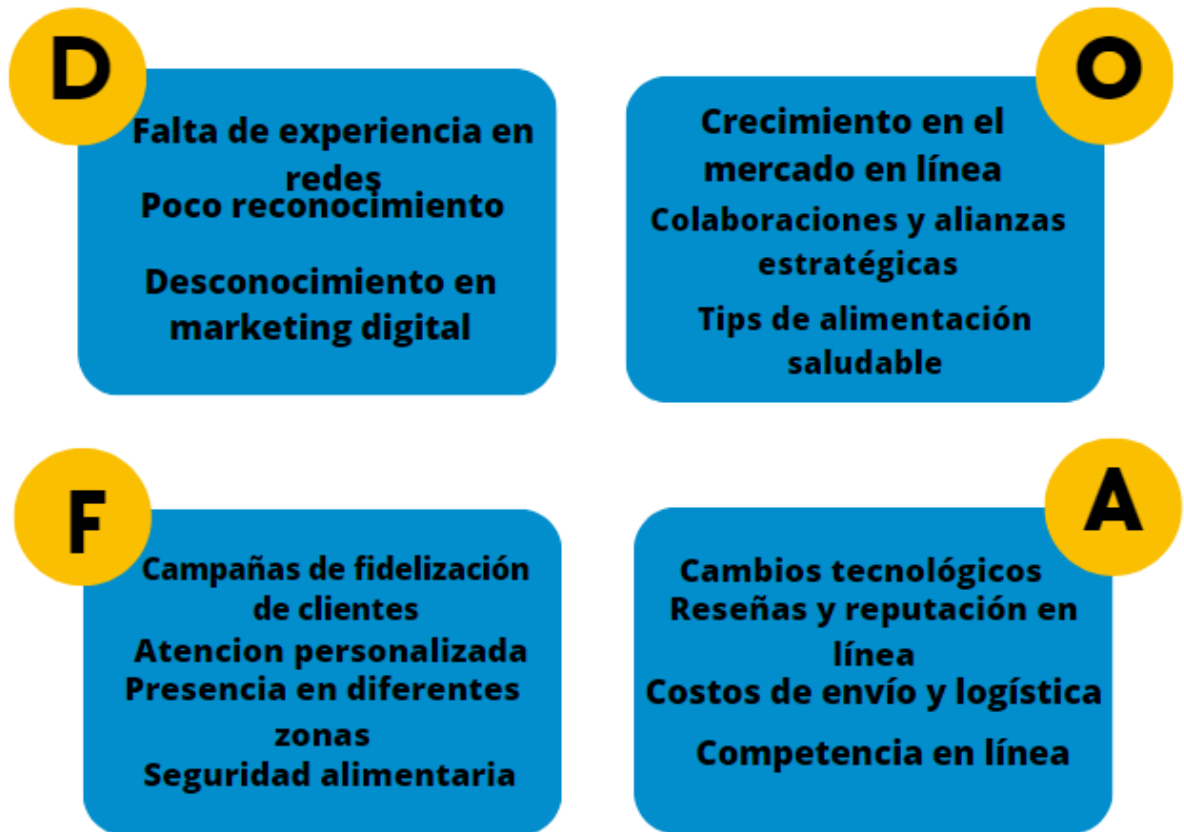 D
Falta de experiencia en
redes
Poco reconocimiento
Desconocimiento en
marketing digital
O
Crecimiento en el
mercado en línea
Colaboraciones y alianzas
estratégicas
Tips de alimentación
saludable
F
Campañas de fidelización
de clientes
Atencion personalizada
Presencia en diferentes
zonas
Seguridad alimentaria
A
Cambios tecnológicos
Reseñas y reputación en
línea
Costos de envío y logística
Competencia en línea